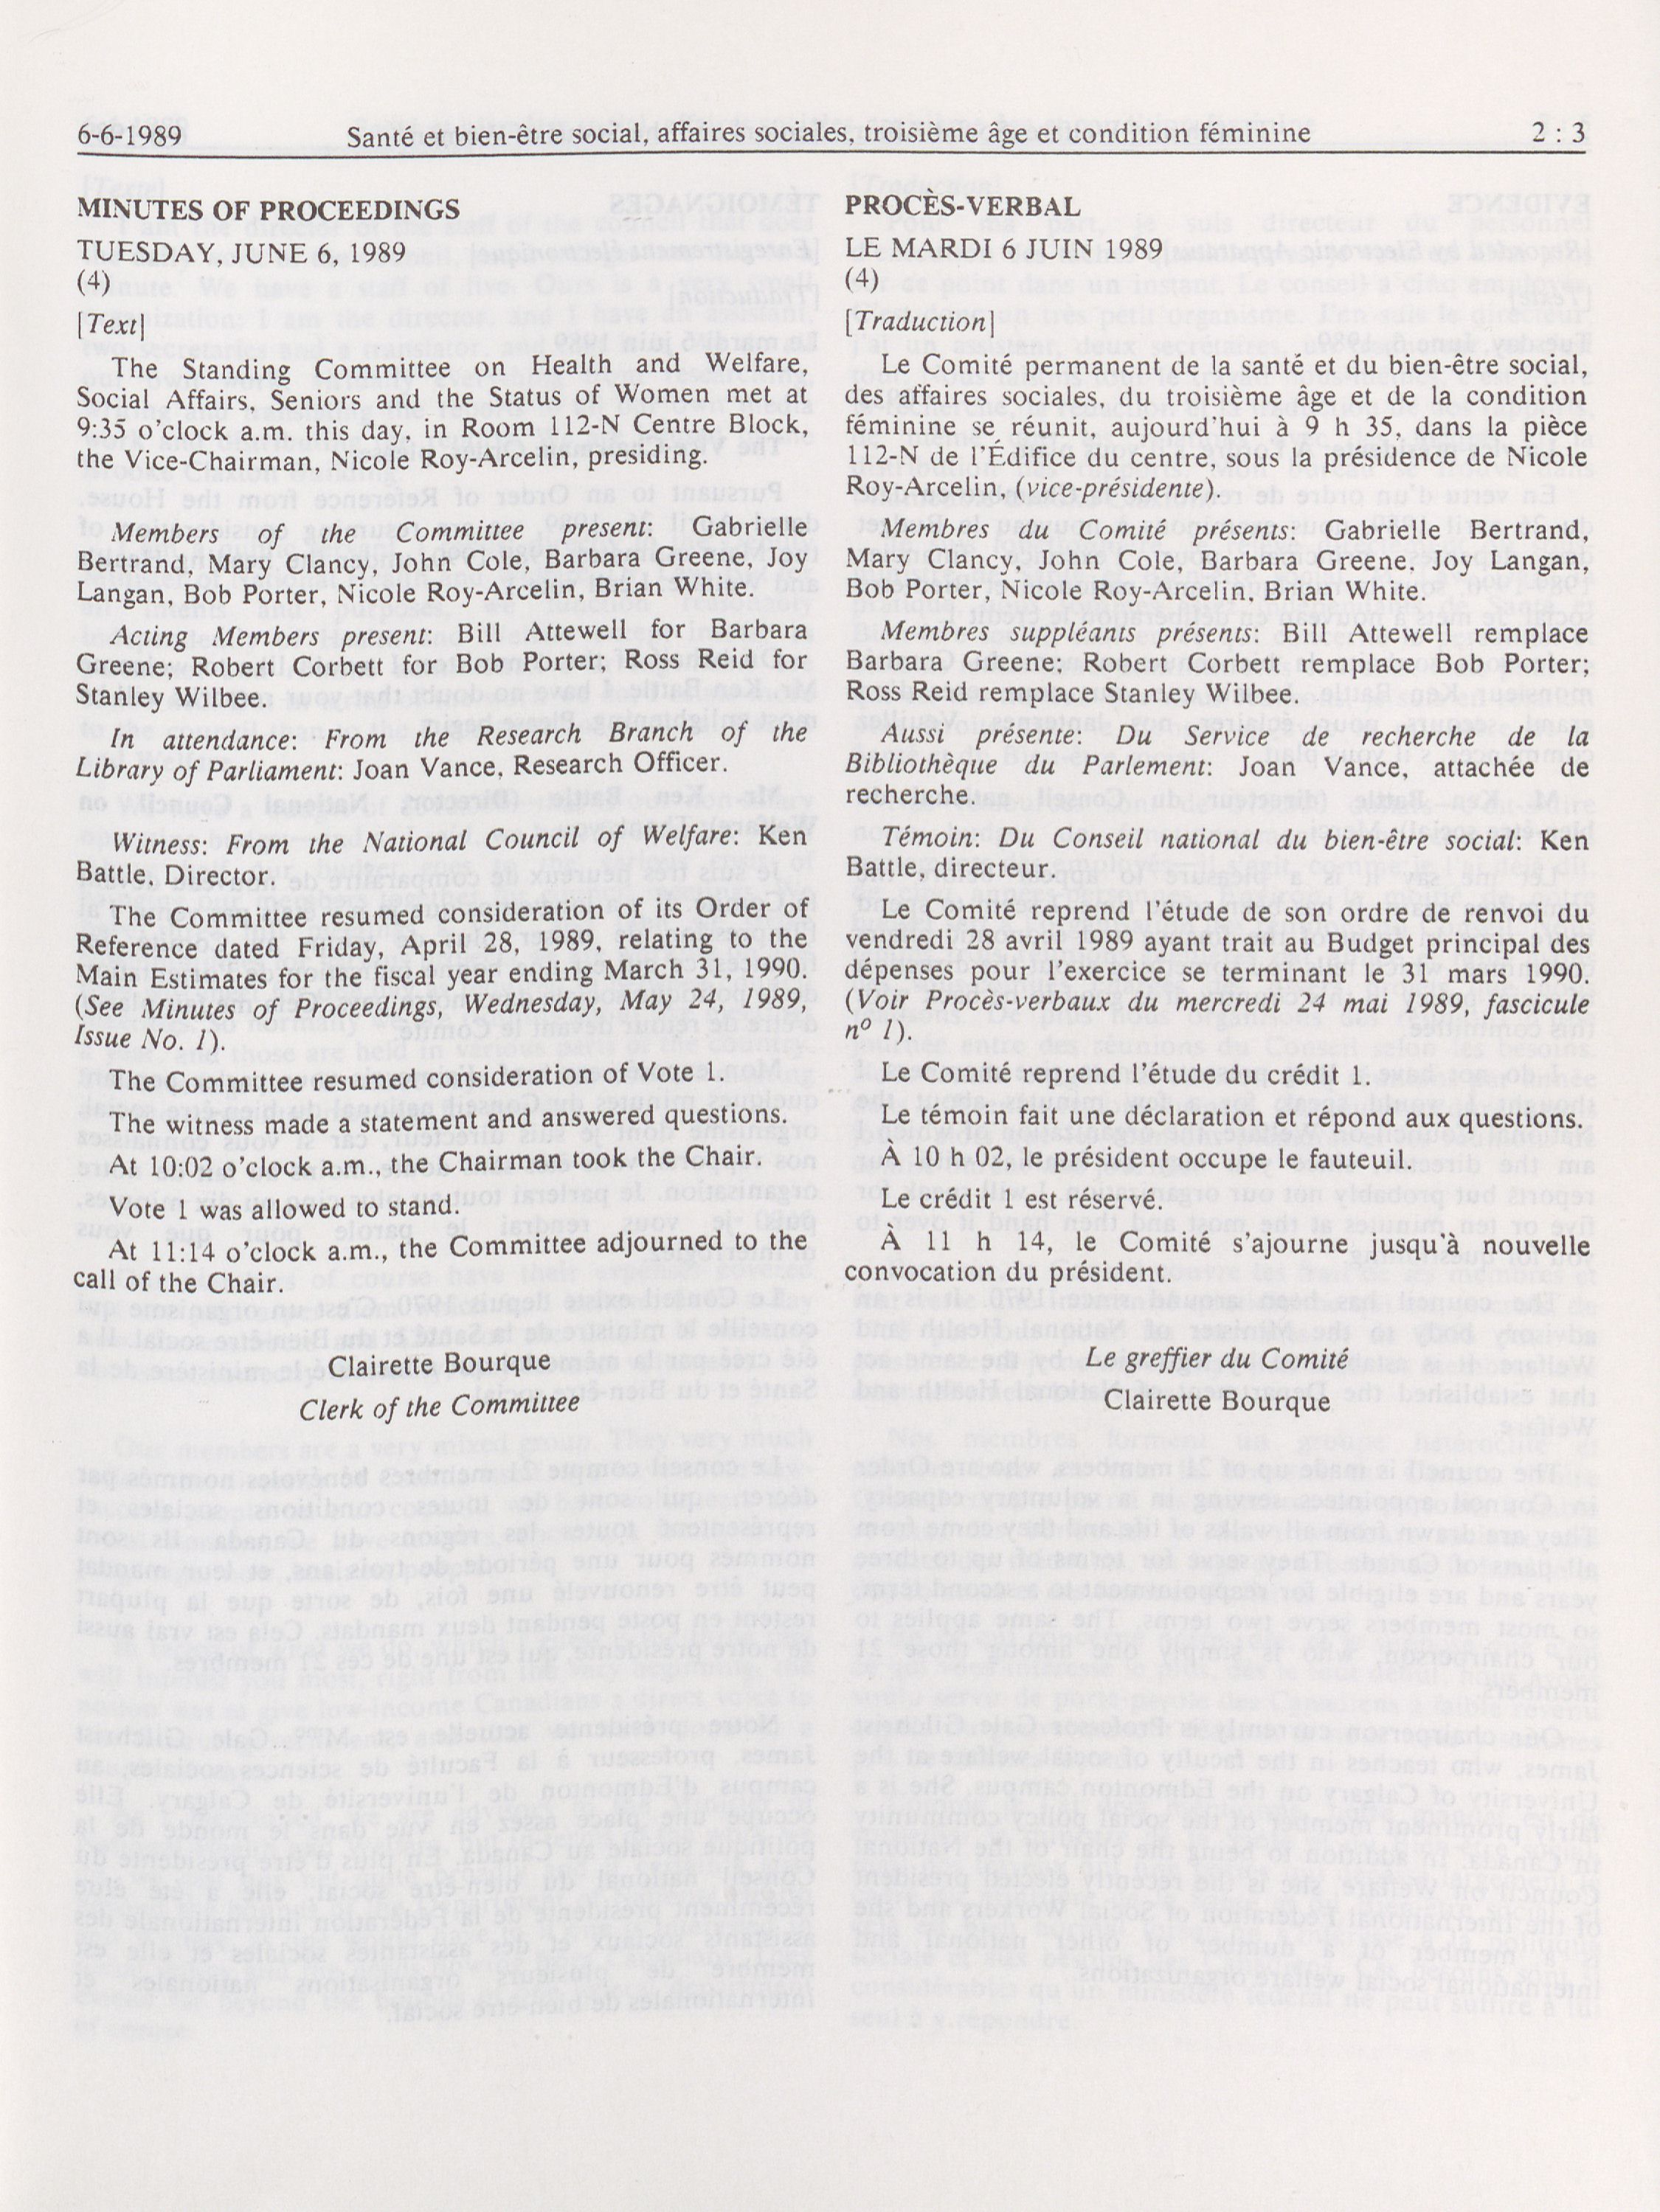 6-6-1989 Santé et bien-être social, affaires sociales, troisième âge et condition féminine 2 : 3
MINUTES OF PROCEEDINGS
TUESDAY, JUNE 6, 1989
(4)
[Text]
The Standing Committee on Health and Welfare,
Social Affairs, Seniors and the Status of Women met at
9:35 o'clock a.m. this day, in Room 112-N Centre Block,
the Vice-Chairman, Nicole Roy-Arcelin, presiding.
Members of the Committee present: Gabrielle
Bertrand, Mary Clancy, John Cole, Barbara Greene, Joy
Langan, Bob Porter, Nicole Roy-Arcelin, Brian White.
Acting Members present: Bill Attewell for Barbara
Greene; Robert Corbett for Bob Porter; Ross Reid for
Stanley Wilbee.
In attendance: From the Research Branch of the
Library of Parliament: Joan Vance, Research Officer.
Witness: From the National Council of Welfare: Ken
Battle, Director.
The Committee resumed consideration of its Order of
Reference dated Friday, April 28, 1989, relating to the
Main Estimates for the fiscal year ending March 31, 1990.
(See Minutes of Proceedings, Wednesday, May 24, 1989,
Issue No. 1).
The Committee resumed consideration of Vote 1.
The witness made a statement and answered questions.
At 10:02 o'clock a.m., the Chairman took the Chair.
Vote 1 was allowed to stand.
At 11:14 o'clock a.m., the Committee adjourned to the
call of the Chair.
Clairette Bourque
Clerk of the Committee
PROCÈS-VERBAL
LE MARDI 6 JUIN 1989
(4)
[Traduction]
Le Comité permanent de la santé et du bien-être social,
des affaires sociales, du troisième âge et de la condition
féminine se réunit, aujourd'hui à 9 h 35, dans la pièce
112-N de l'Édifice du centre, sous la présidence de Nicole
Roy-Arcelin, (vice-présidente).
Membres du Comité présents: Gabrielle Bertrand,
Mary Clancy, John Cole, Barbara Greene, Joy Langan,
Bob Porter, Nicole Roy-Arcelin, Brian White.
Membres suppléants présents: Bill Attewell remplace
Barbara Greene; Robert Corbett remplace Bob Porter;
Ross Reid remplace Stanley Wilbee.
Aussi présente: Du Service de recherche de la
Bibliothèque du Parlement: Joan Vance, attachée de
recherche.
Témoin: Du Conseil national du bien-être social: Ken
Battle, directeur.
Le Comité reprend l'étude de son ordre de renvoi du
vendredi 28 avril 1989 ayant trait au Budget principal des
dépenses pour l'exercice se terminant le 31 mars 1990.
(Voir Procès-verbaux du mercredi 24 mai 1989, fascicule
nº 1).
Le Comité reprend l'étude du crédit 1.
Le témoin fait une déclaration et répond aux questions.
À 10 h 02, le président occupe le fauteuil.
Le crédit 1 est réservé.
À 11 h 14, le Comité s'ajourne jusqu'à nouvelle
convocation du président.
Le greffier du Comité
Clairette Bourque